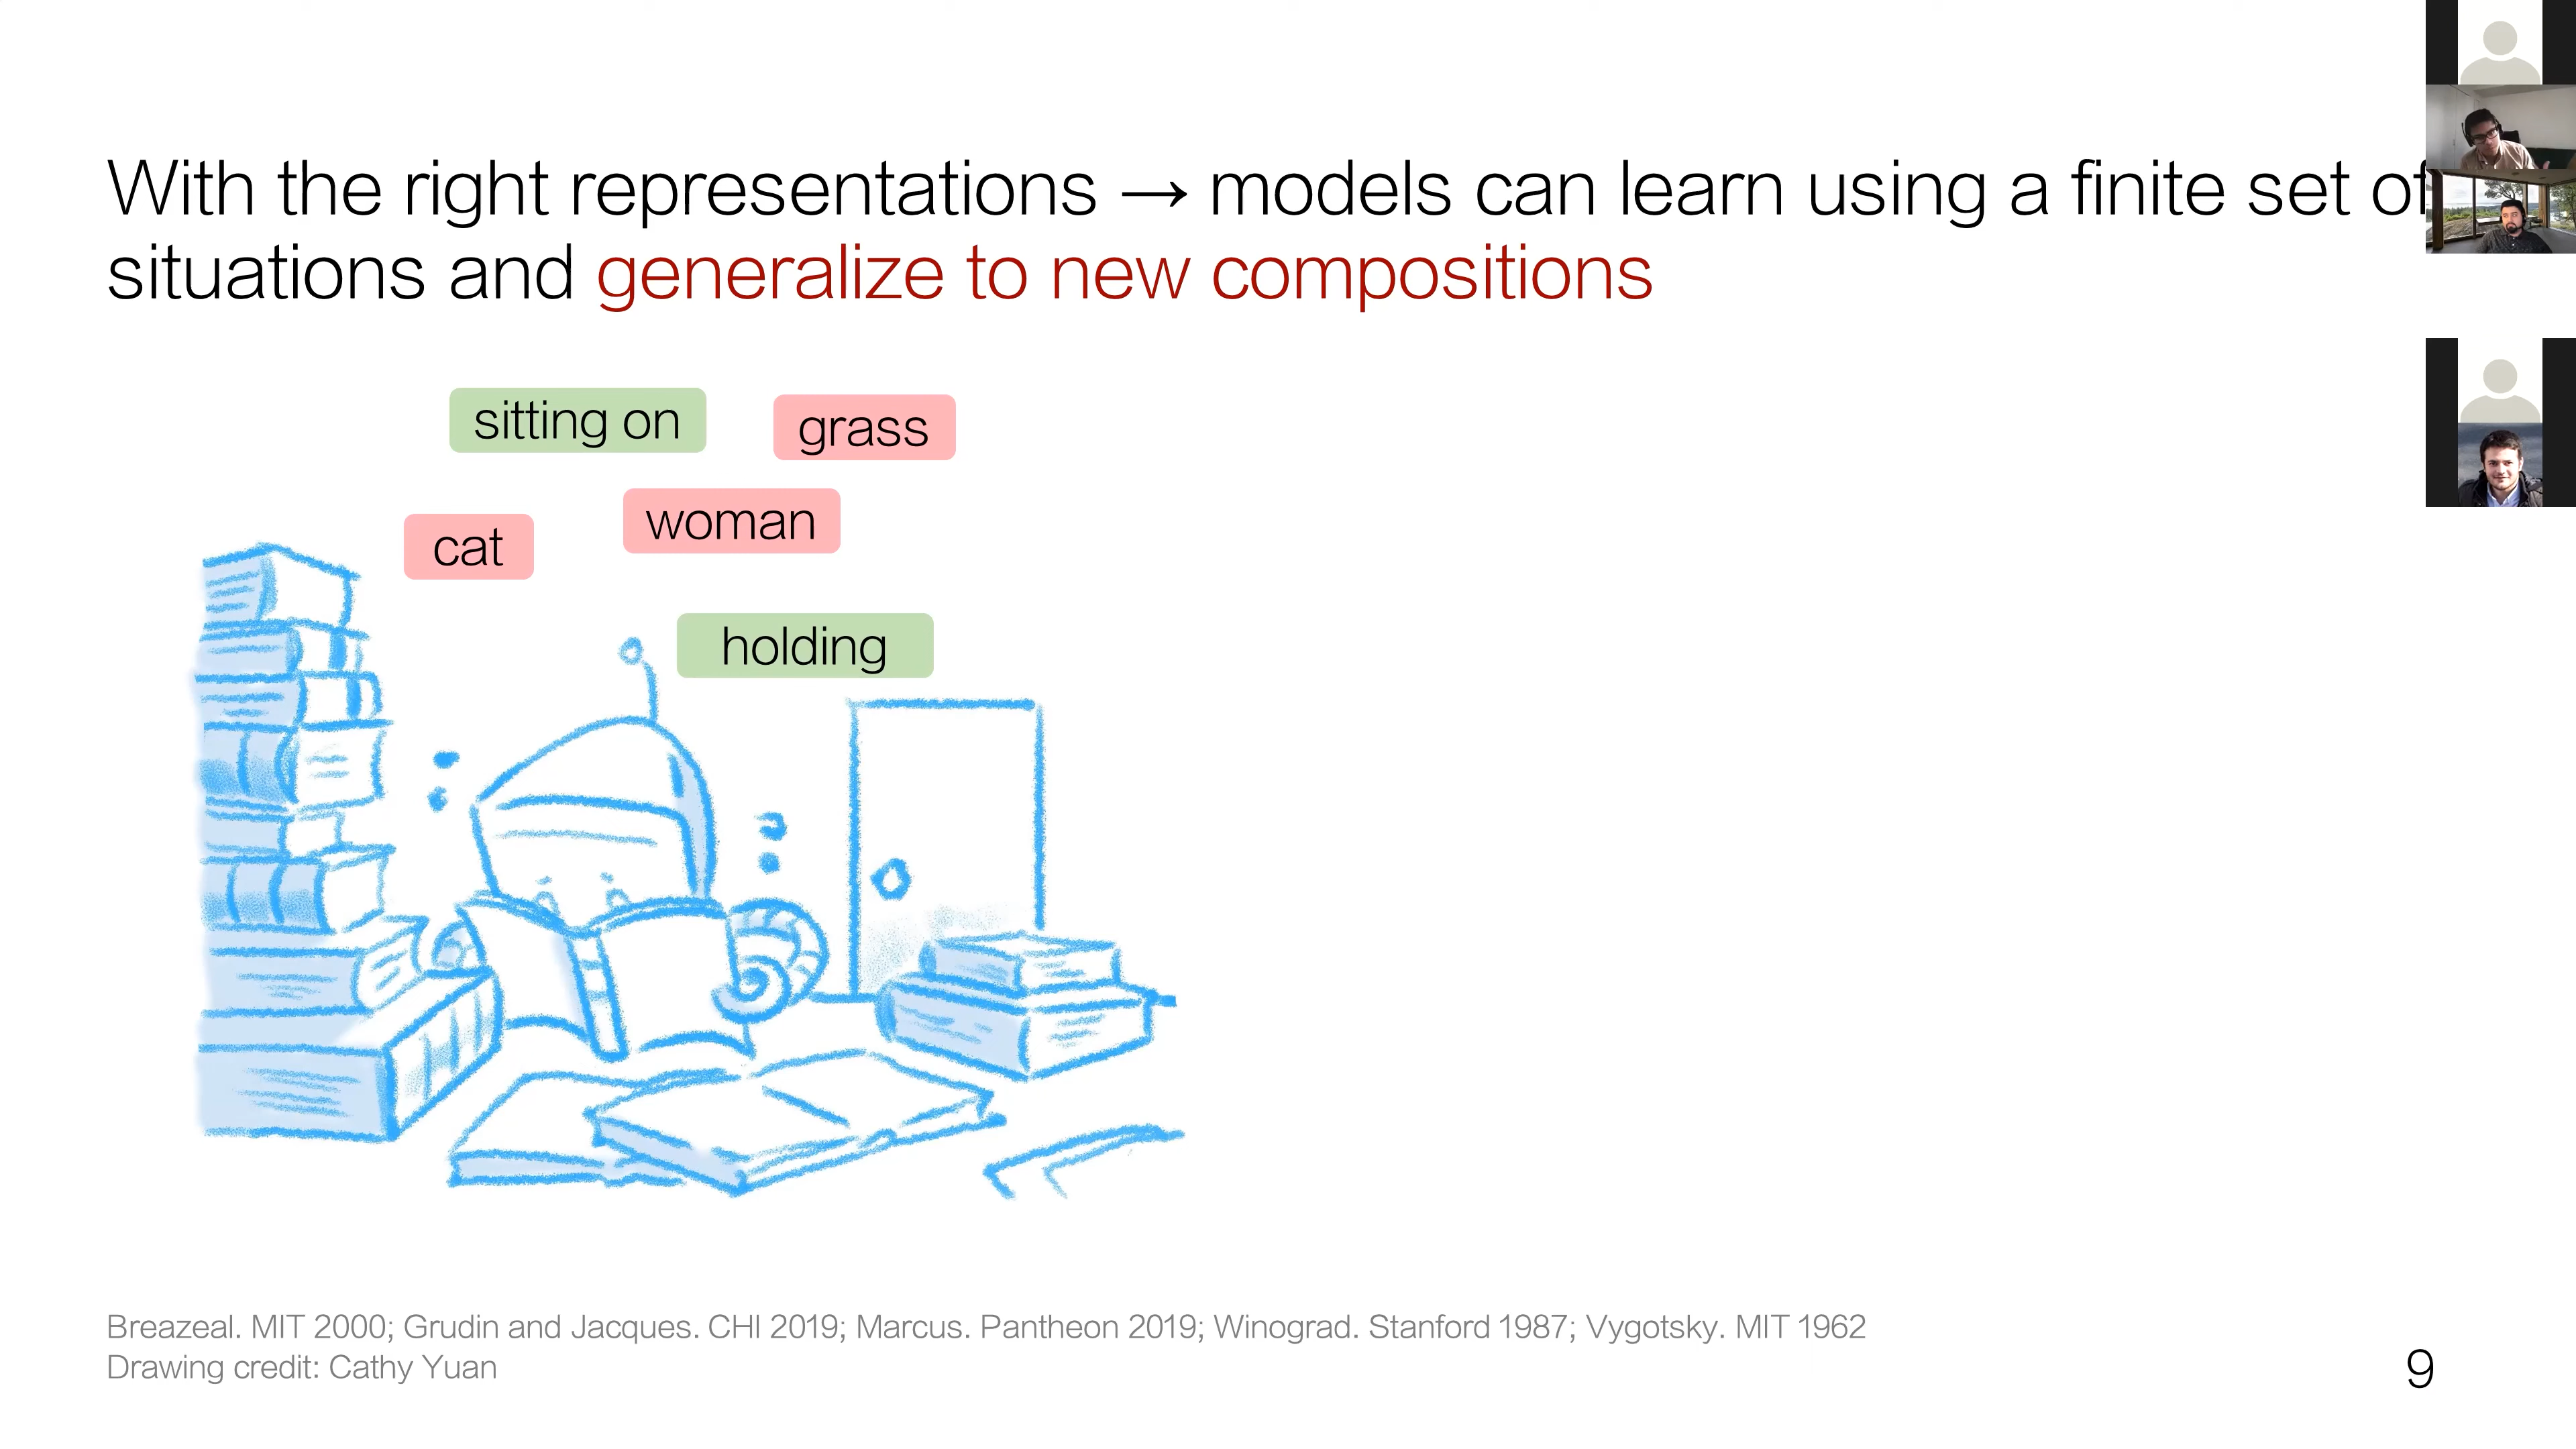 With the right representations → models can learn using a finite set of
situations and generalize to new compositions
sitting on
grass
woman
cat
holding
Breazeal. MIT 2000; Grudin and Jacques. CHI 2019; Marcus. Pantheon 2019; Winograd. Stanford 1987; Vygotsky. MIT 1962
Drawing credit: Cathy Yuan
9